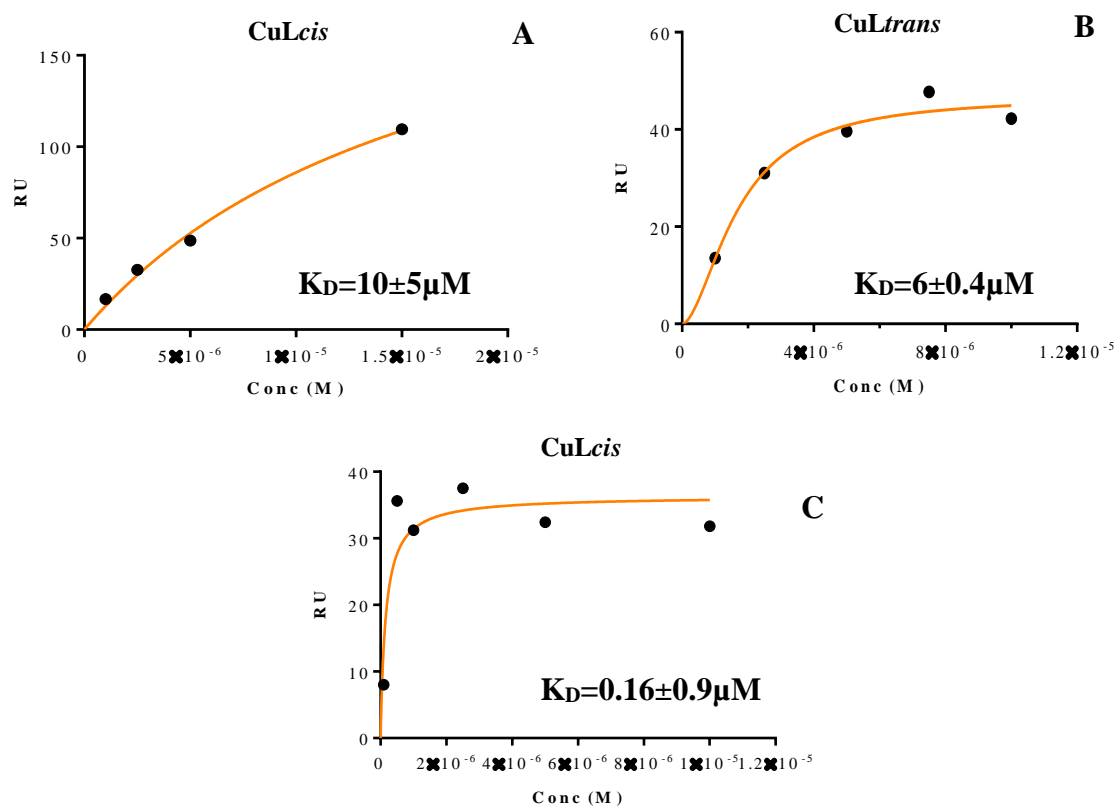 CuLcis
A
150
100
50
0
RU
0 5✖10⁻⁶ 1✖10⁻⁵ 1.5✖10⁻⁵ 2✖10⁻⁵
Conc (M)
K_D=10±5µM
CuLtrans
B
60
40
20
0
RU
0 4✖10⁻⁶ 8✖10⁻⁶ 1.2✖10⁻⁵
Conc (M)
K_D=6±0.4µM
CuLcis
C
40
30
20
10
0
RU
0 2✖10⁻⁶ 4✖10⁻⁶ 6✖10⁻⁶ 8✖10⁻⁶ 1✖10⁻⁵ 1.2✖10⁻⁵
Conc (M)
K_D=0.16±0.9µM